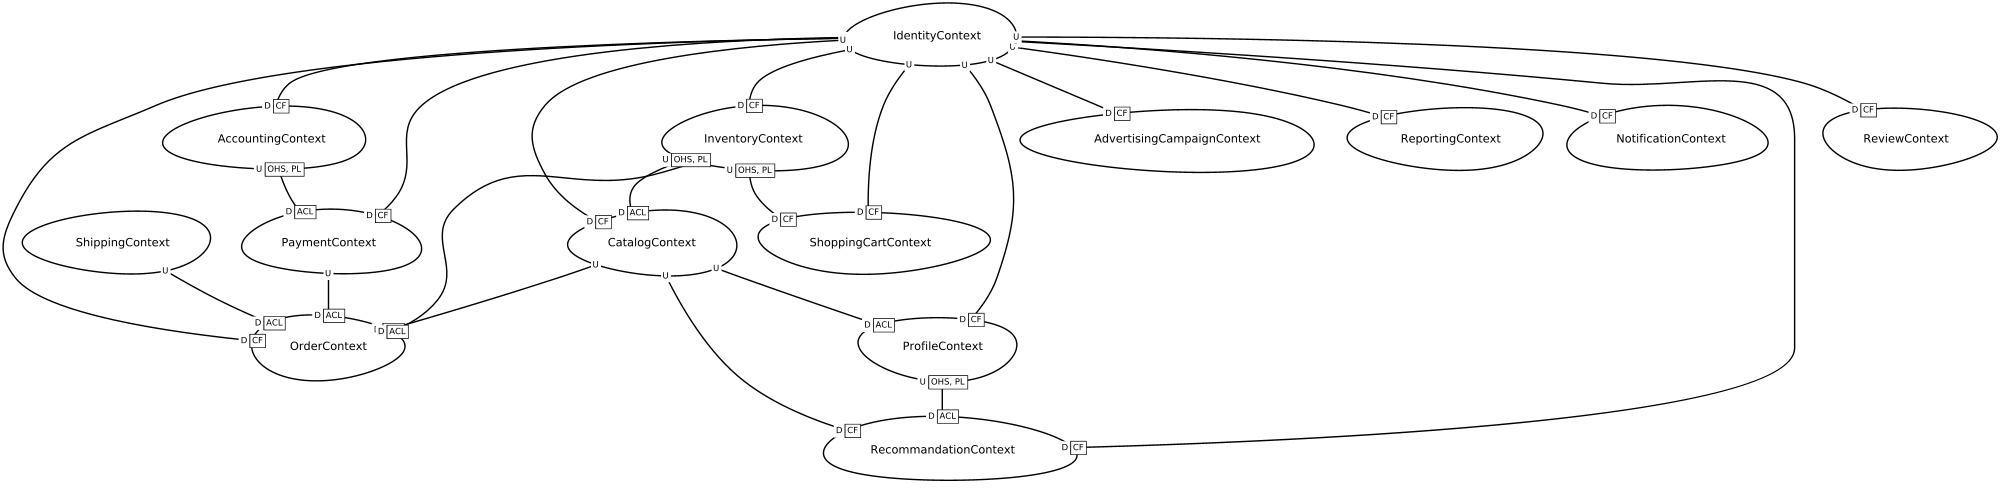 IdentityContext
U
U
U
U
U
U
U
D CF
D CF
D CF
D CF
D CF
D CF
AccountingContext
InventoryContext
AdvertisingCampaignContext
ReportingContext
NotificationContext
ReviewContext
U OHS, PL
U OHS, PL
U OHS, PL
D ACL
D CF
D CF
D ACL
D CF
D CF
ShippingContext
PaymentContext
CatalogContext
ShoppingCartContext
U
U
U
U
U
D ACL
D ACL
D ACL
D CF
D ACL
D CF
OrderContext
ProfileContext
U OHS, PL
D CF
D ACL
D CF
RecommandationContext